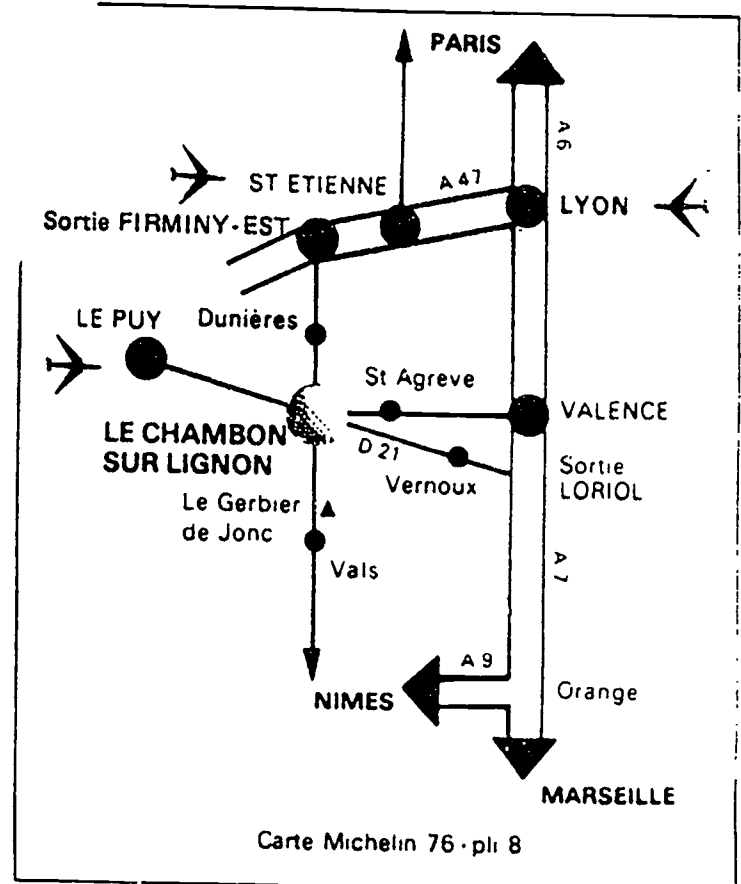 PARIS
A 6
ST ETIENNE
A 47
LYON
Sortie FIRMINY-EST
LE PUY
Dunières
St Agreve
VALENCE
LE CHAMBON
SUR LIGNON
D 21
Vernoux
Sortie
LORIOL
Le Gerbier
de Jonc
Vals
A 7
A 9
NIMES
Orange
MARSEILLE
Carte Michelin 76 - pli 8